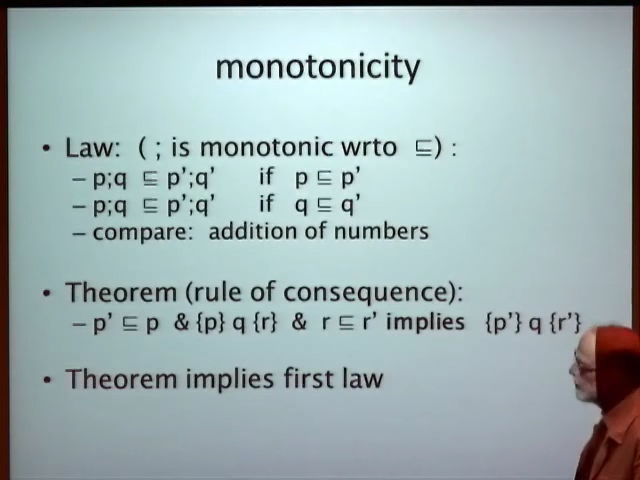 monotonicity
• Law: ( ; is monotonic wrto ⊑) :
– p;q ⊑ p';q' if p ⊑ p'
– p;q ⊑ p';q' if q ⊑ q'
– compare: addition of numbers
• Theorem (rule of consequence):
– p' ⊑ p & {p} q {r} & r ⊑ r' implies {p'} q {r'}
• Theorem implies first law